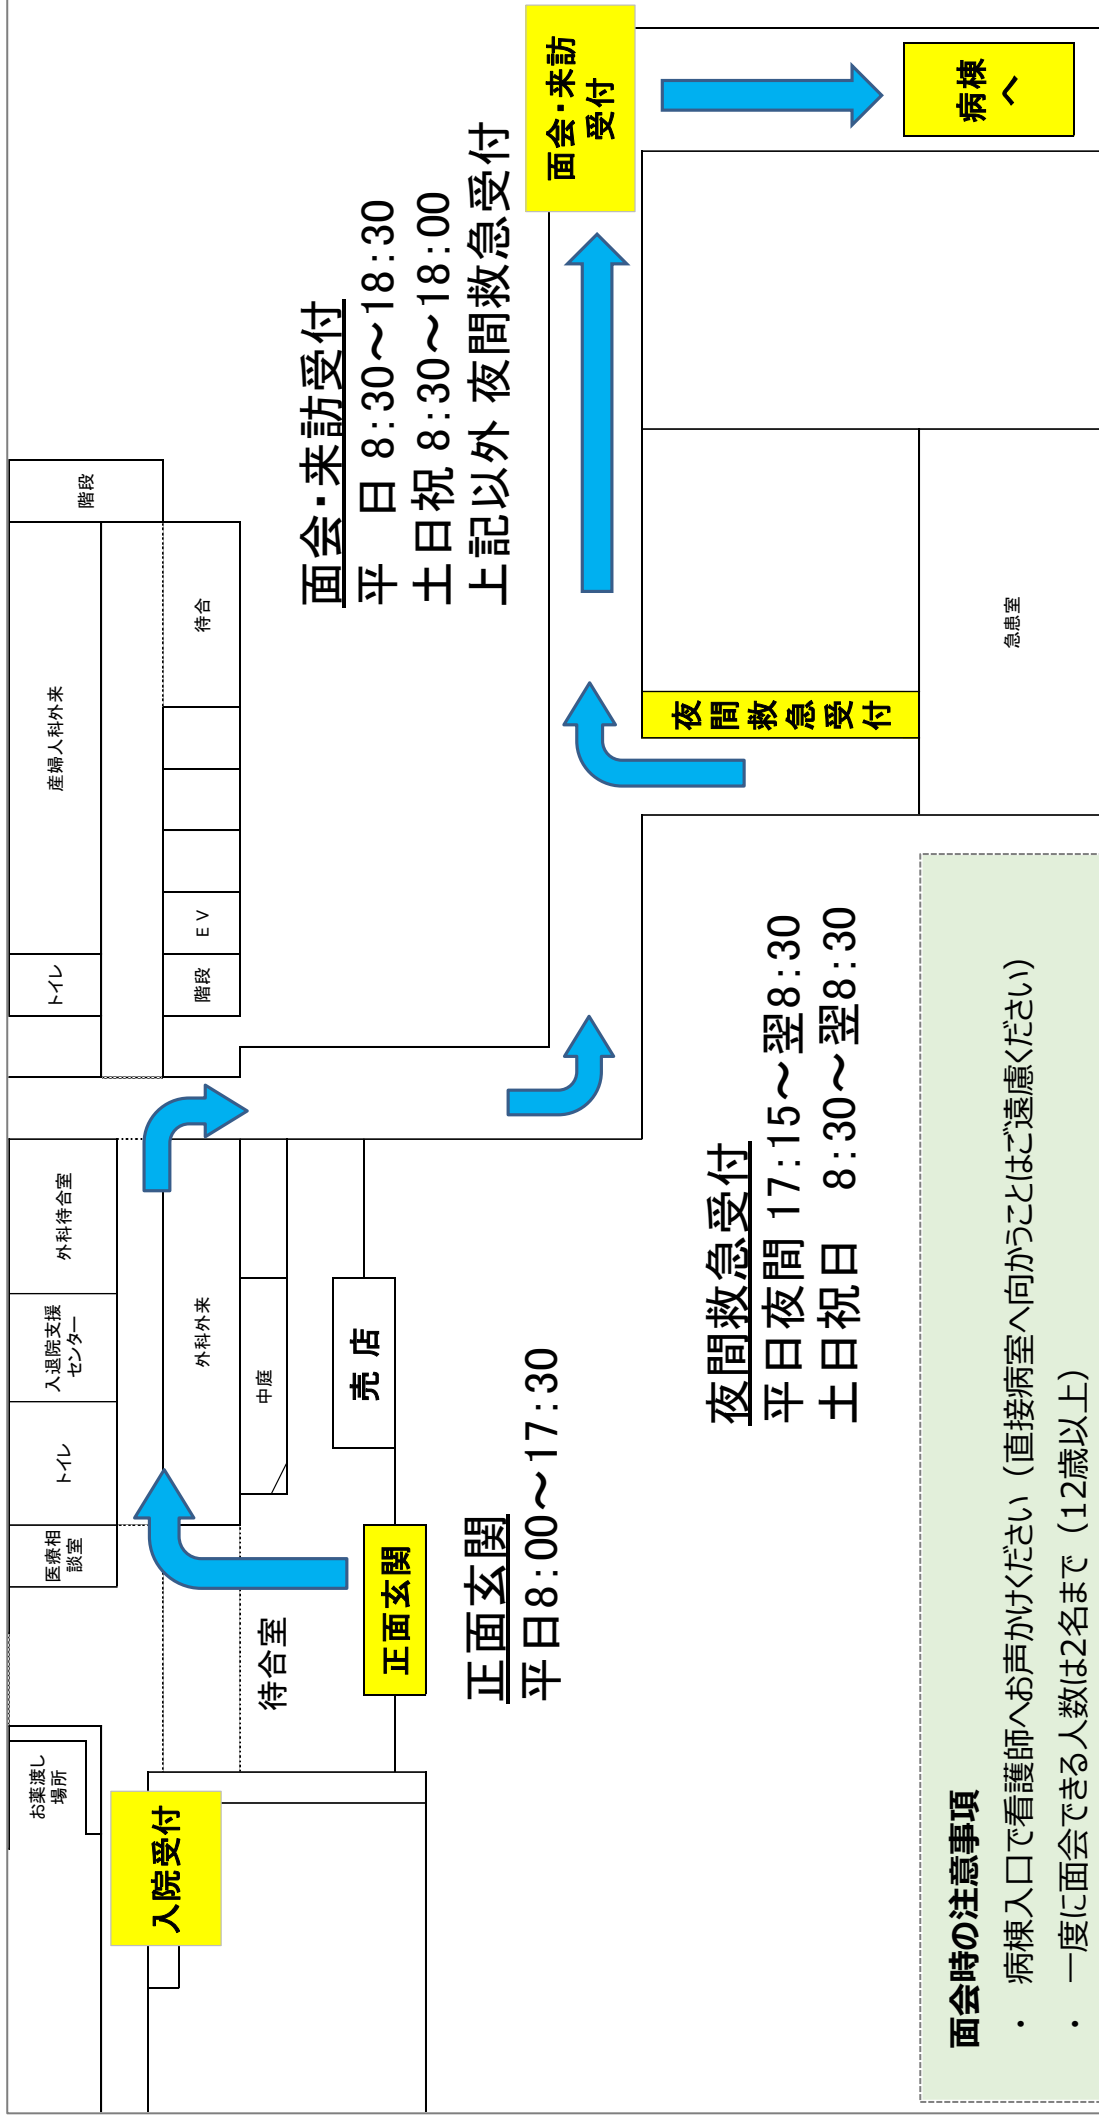 お薬渡し
場所
入院受付
医療相
談室
トイレ
入退院支援
センター
外科待合室
外科外来
中庭
売 店
待合室
正面玄関
正面玄関
平日8:00～17:30
トイレ
産婦人科外来
階段
階段
ＥＶ
待合
面会・来訪受付
平　日 8:30～18:30
土日祝 8:30～18:00
上記以外 夜間救急受付
面会・来訪
受付
病棟
へ
夜間救急受付
急患室
夜間救急受付
平日夜間 17:15～翌8:30
土日祝日　8:30～翌8:30
面会時の注意事項
・ 病棟入口で看護師へお声かけください（直接病室へ向かうことはご遠慮ください）
・ 一度に面会できる人数は2名まで（12歳以上）